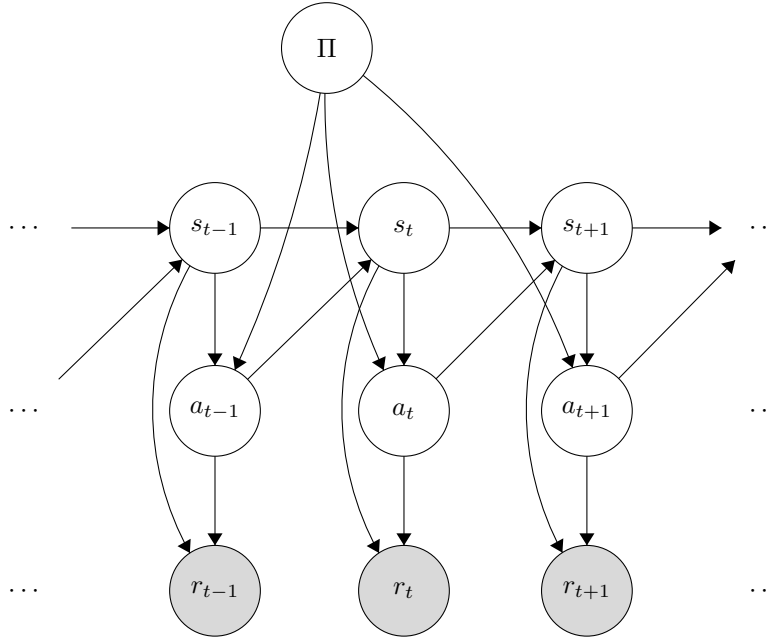 Π
… s_{t−1} s_t s_{t+1} ‥
… a_{t−1} a_t a_{t+1} ‥
… r_{t−1} r_t r_{t+1} ‥